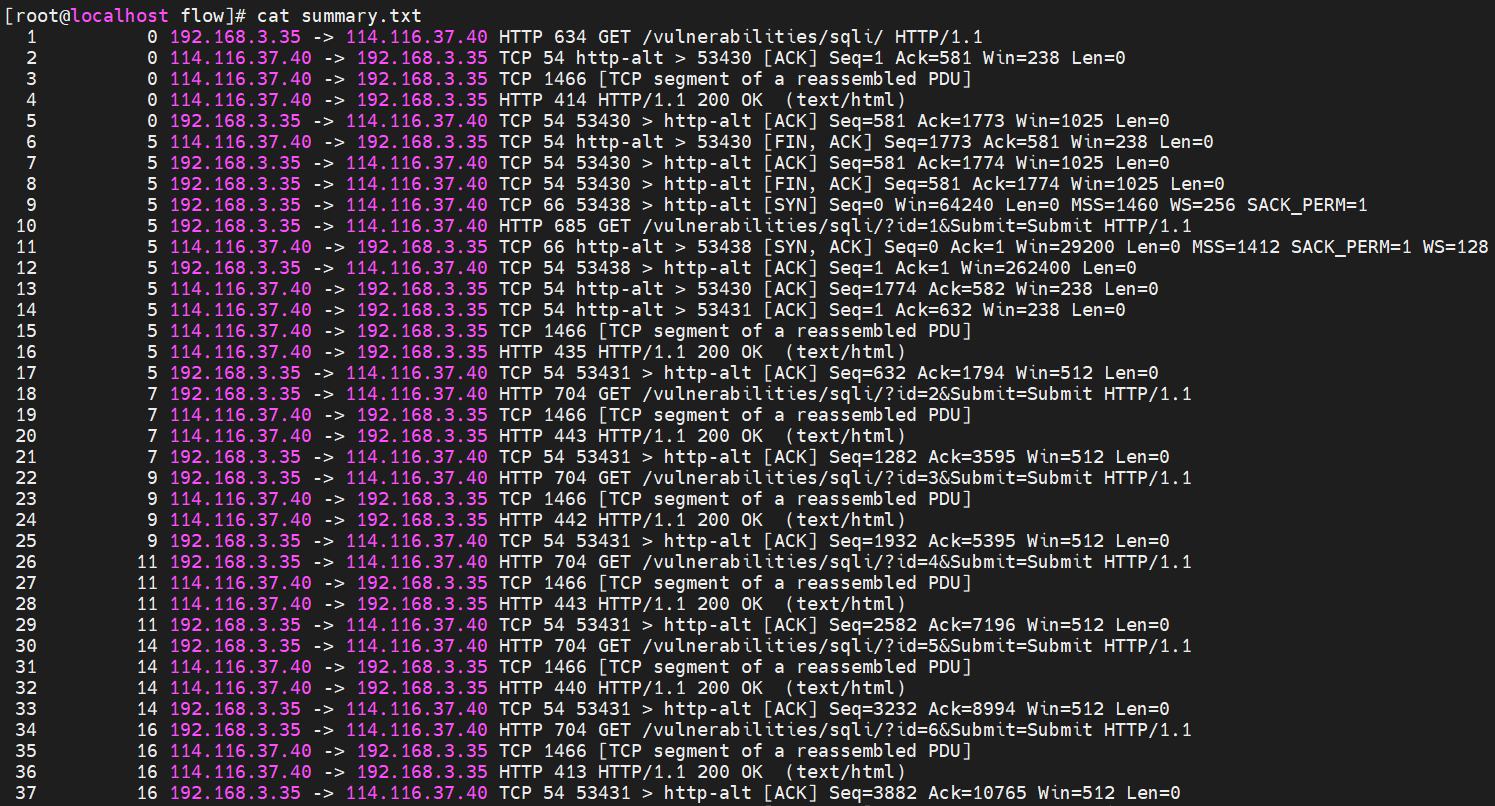 [root@localhost flow]# cat summary.txt
1 0 192.168.3.35 -> 114.116.37.40 HTTP 634 GET /vulnerabilities/sqli/ HTTP/1.1
2 0 114.116.37.40 -> 192.168.3.35 TCP 54 http-alt > 53430 [ACK] Seq=1 Ack=581 Win=238 Len=0
3 0 114.116.37.40 -> 192.168.3.35 TCP 1466 [TCP segment of a reassembled PDU]
4 0 114.116.37.40 -> 192.168.3.35 HTTP 414 HTTP/1.1 200 OK  (text/html)
5 0 192.168.3.35 -> 114.116.37.40 TCP 54 53430 > http-alt [ACK] Seq=581 Ack=1773 Win=1025 Len=0
6 5 114.116.37.40 -> 192.168.3.35 TCP 54 http-alt > 53430 [FIN, ACK] Seq=1773 Ack=581 Win=238 Len=0
7 5 192.168.3.35 -> 114.116.37.40 TCP 54 53430 > http-alt [ACK] Seq=581 Ack=1774 Win=1025 Len=0
8 5 192.168.3.35 -> 114.116.37.40 TCP 54 53430 > http-alt [FIN, ACK] Seq=581 Ack=1774 Win=1025 Len=0
9 5 192.168.3.35 -> 114.116.37.40 TCP 66 53438 > http-alt [SYN] Seq=0 Win=64240 Len=0 MSS=1460 WS=256 SACK_PERM=1
10 5 192.168.3.35 -> 114.116.37.40 HTTP 685 GET /vulnerabilities/sqli/?id=1&Submit=Submit HTTP/1.1
11 5 114.116.37.40 -> 192.168.3.35 TCP 66 http-alt > 53438 [SYN, ACK] Seq=0 Ack=1 Win=29200 Len=0 MSS=1412 SACK_PERM=1 WS=128
12 5 192.168.3.35 -> 114.116.37.40 TCP 54 53438 > http-alt [ACK] Seq=1 Ack=1 Win=262400 Len=0
13 5 114.116.37.40 -> 192.168.3.35 TCP 54 http-alt > 53430 [ACK] Seq=1774 Ack=582 Win=238 Len=0
14 5 114.116.37.40 -> 192.168.3.35 TCP 54 http-alt > 53431 [ACK] Seq=1 Ack=632 Win=238 Len=0
15 5 114.116.37.40 -> 192.168.3.35 TCP 1466 [TCP segment of a reassembled PDU]
16 5 114.116.37.40 -> 192.168.3.35 HTTP 435 HTTP/1.1 200 OK  (text/html)
17 5 192.168.3.35 -> 114.116.37.40 TCP 54 53431 > http-alt [ACK] Seq=632 Ack=1794 Win=512 Len=0
18 7 192.168.3.35 -> 114.116.37.40 HTTP 704 GET /vulnerabilities/sqli/?id=2&Submit=Submit HTTP/1.1
19 7 114.116.37.40 -> 192.168.3.35 TCP 1466 [TCP segment of a reassembled PDU]
20 7 114.116.37.40 -> 192.168.3.35 HTTP 443 HTTP/1.1 200 OK  (text/html)
21 7 192.168.3.35 -> 114.116.37.40 TCP 54 53431 > http-alt [ACK] Seq=1282 Ack=3595 Win=512 Len=0
22 9 192.168.3.35 -> 114.116.37.40 HTTP 704 GET /vulnerabilities/sqli/?id=3&Submit=Submit HTTP/1.1
23 9 114.116.37.40 -> 192.168.3.35 TCP 1466 [TCP segment of a reassembled PDU]
24 9 114.116.37.40 -> 192.168.3.35 HTTP 442 HTTP/1.1 200 OK  (text/html)
25 9 192.168.3.35 -> 114.116.37.40 TCP 54 53431 > http-alt [ACK] Seq=1932 Ack=5395 Win=512 Len=0
26 11 192.168.3.35 -> 114.116.37.40 HTTP 704 GET /vulnerabilities/sqli/?id=4&Submit=Submit HTTP/1.1
27 11 114.116.37.40 -> 192.168.3.35 TCP 1466 [TCP segment of a reassembled PDU]
28 11 114.116.37.40 -> 192.168.3.35 HTTP 443 HTTP/1.1 200 OK  (text/html)
29 11 192.168.3.35 -> 114.116.37.40 TCP 54 53431 > http-alt [ACK] Seq=2582 Ack=7196 Win=512 Len=0
30 14 192.168.3.35 -> 114.116.37.40 HTTP 704 GET /vulnerabilities/sqli/?id=5&Submit=Submit HTTP/1.1
31 14 114.116.37.40 -> 192.168.3.35 TCP 1466 [TCP segment of a reassembled PDU]
32 14 114.116.37.40 -> 192.168.3.35 HTTP 440 HTTP/1.1 200 OK  (text/html)
33 14 192.168.3.35 -> 114.116.37.40 TCP 54 53431 > http-alt [ACK] Seq=3232 Ack=8994 Win=512 Len=0
34 16 192.168.3.35 -> 114.116.37.40 HTTP 704 GET /vulnerabilities/sqli/?id=6&Submit=Submit HTTP/1.1
35 16 114.116.37.40 -> 192.168.3.35 TCP 1466 [TCP segment of a reassembled PDU]
36 16 114.116.37.40 -> 192.168.3.35 HTTP 413 HTTP/1.1 200 OK  (text/html)
37 16 192.168.3.35 -> 114.116.37.40 TCP 54 53431 > http-alt [ACK] Seq=3882 Ack=10765 Win=512 Len=0